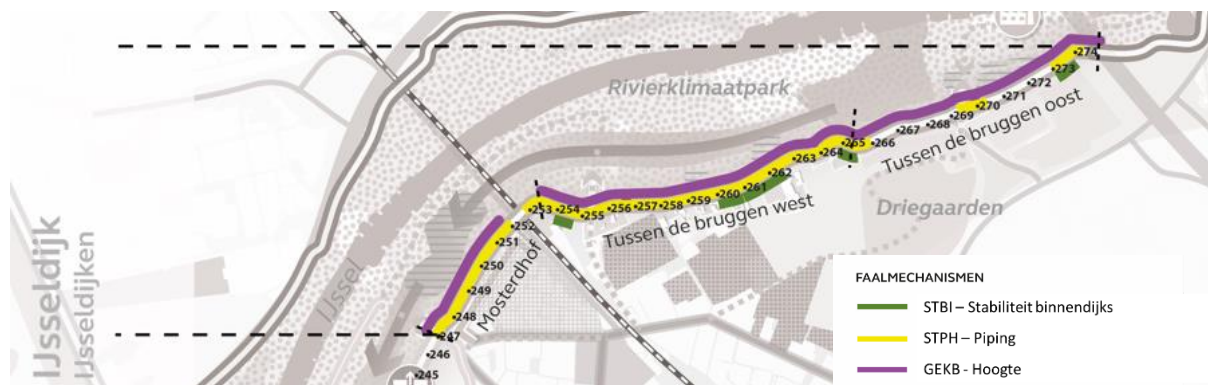 Rivierklimaatpark
Tussen de bruggen oost
•274
•273
•272
•271
•270
•269
•268
•267
•266
•265
•264
•263
•262
•261
•260
•259
•258
•257
•256
•255
•254
•253
•252
•251
•250
•249
•248
•247
•246
•245
Tussen de bruggen west
Driegaarden
Mosterdhof
IJssel
IJsseldijk
IJsseldijken
FAALMECHANISMEN
STBI – Stabiliteit binnendijks
STPH – Piping
GEKB - Hoogte